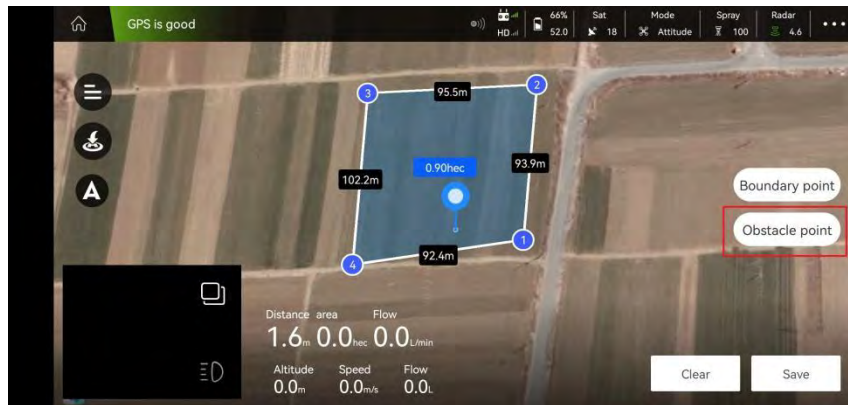 GPS is good
HD
66%
52.0
Sat
18
Mode
Attitude
Spray
100
Radar
4.6
3
95.5m
2
0.90hec
102.2m
93.9m
A
Boundary point
Obstacle point
1
92.4m
4
Distance area Flow
1.6m 0.0hec 0.0L/min
Altitude Speed Flow
0.0m 0.0m/s 0.0L
Clear
Save